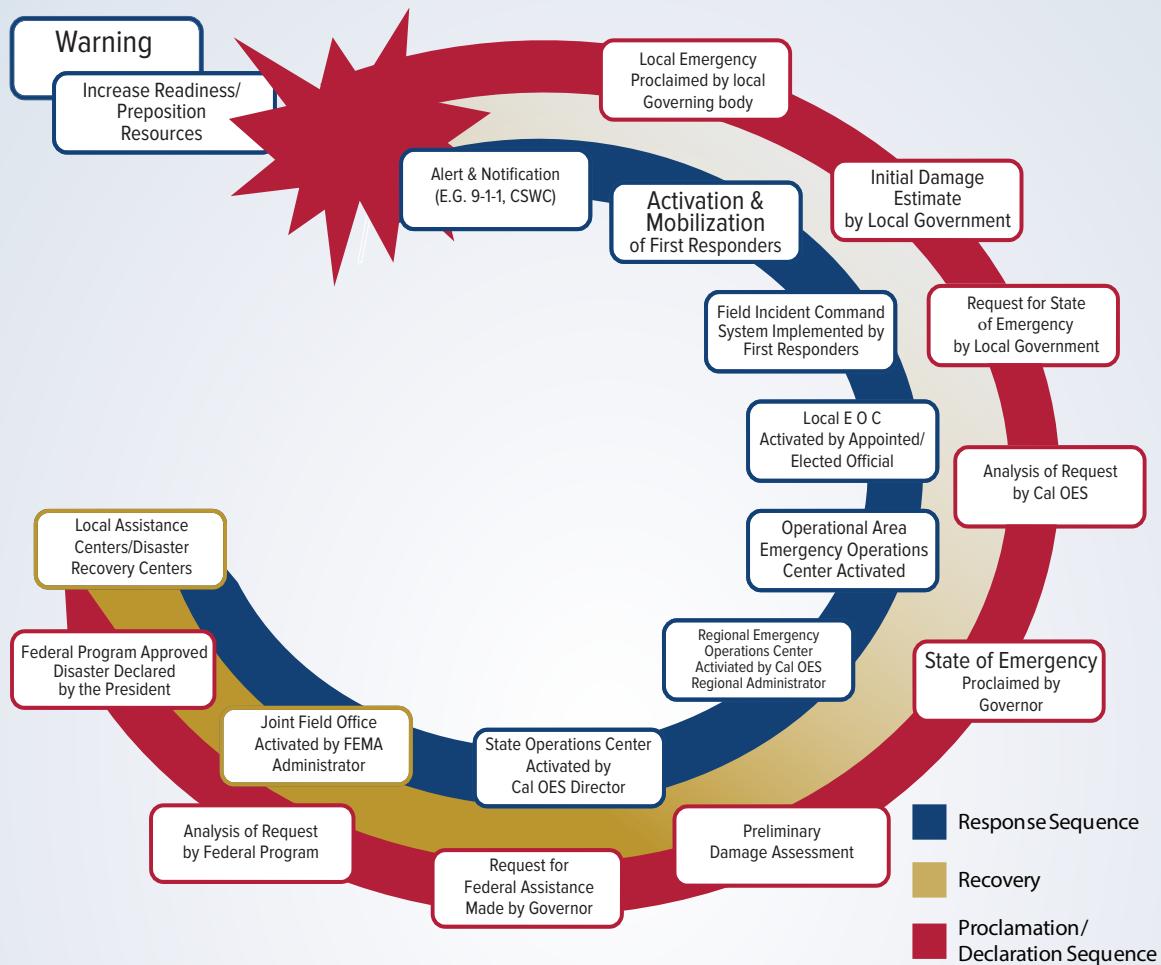 Warning
Increase Readiness/
Preposition
Resources
Alert & Notification
(E.G. 9-1-1, CSWC)
Activation &
Mobilization
of First Responders
Field Incident Command
System Implemented by
First Responders
Local E O C
Activated by Appointed/
Elected Official
Operational Area
Emergency Operations
Center Activated
Regional Emergency
Operations Center
Activiated by Cal OES
Regional Administrator
State Operations Center
Activated by
Cal OES Director
Joint Field Office
Activated by FEMA
Administrator
Local Assistance
Centers/Disaster
Recovery Centers
Local Emergency
Proclaimed by local
Governing body
Initial Damage
Estimate
by Local Government
Request for State
of Emergency
by Local Government
Analysis of Request
by Cal OES
State of Emergency
Proclaimed by
Governor
Preliminary
Damage Assessment
Request for
Federal Assistance
Made by Governor
Analysis of Request
by Federal Program
Federal Program Approved
Disaster Declared
by the President
Response Sequence
Recovery
Proclamation/
Declaration Sequence